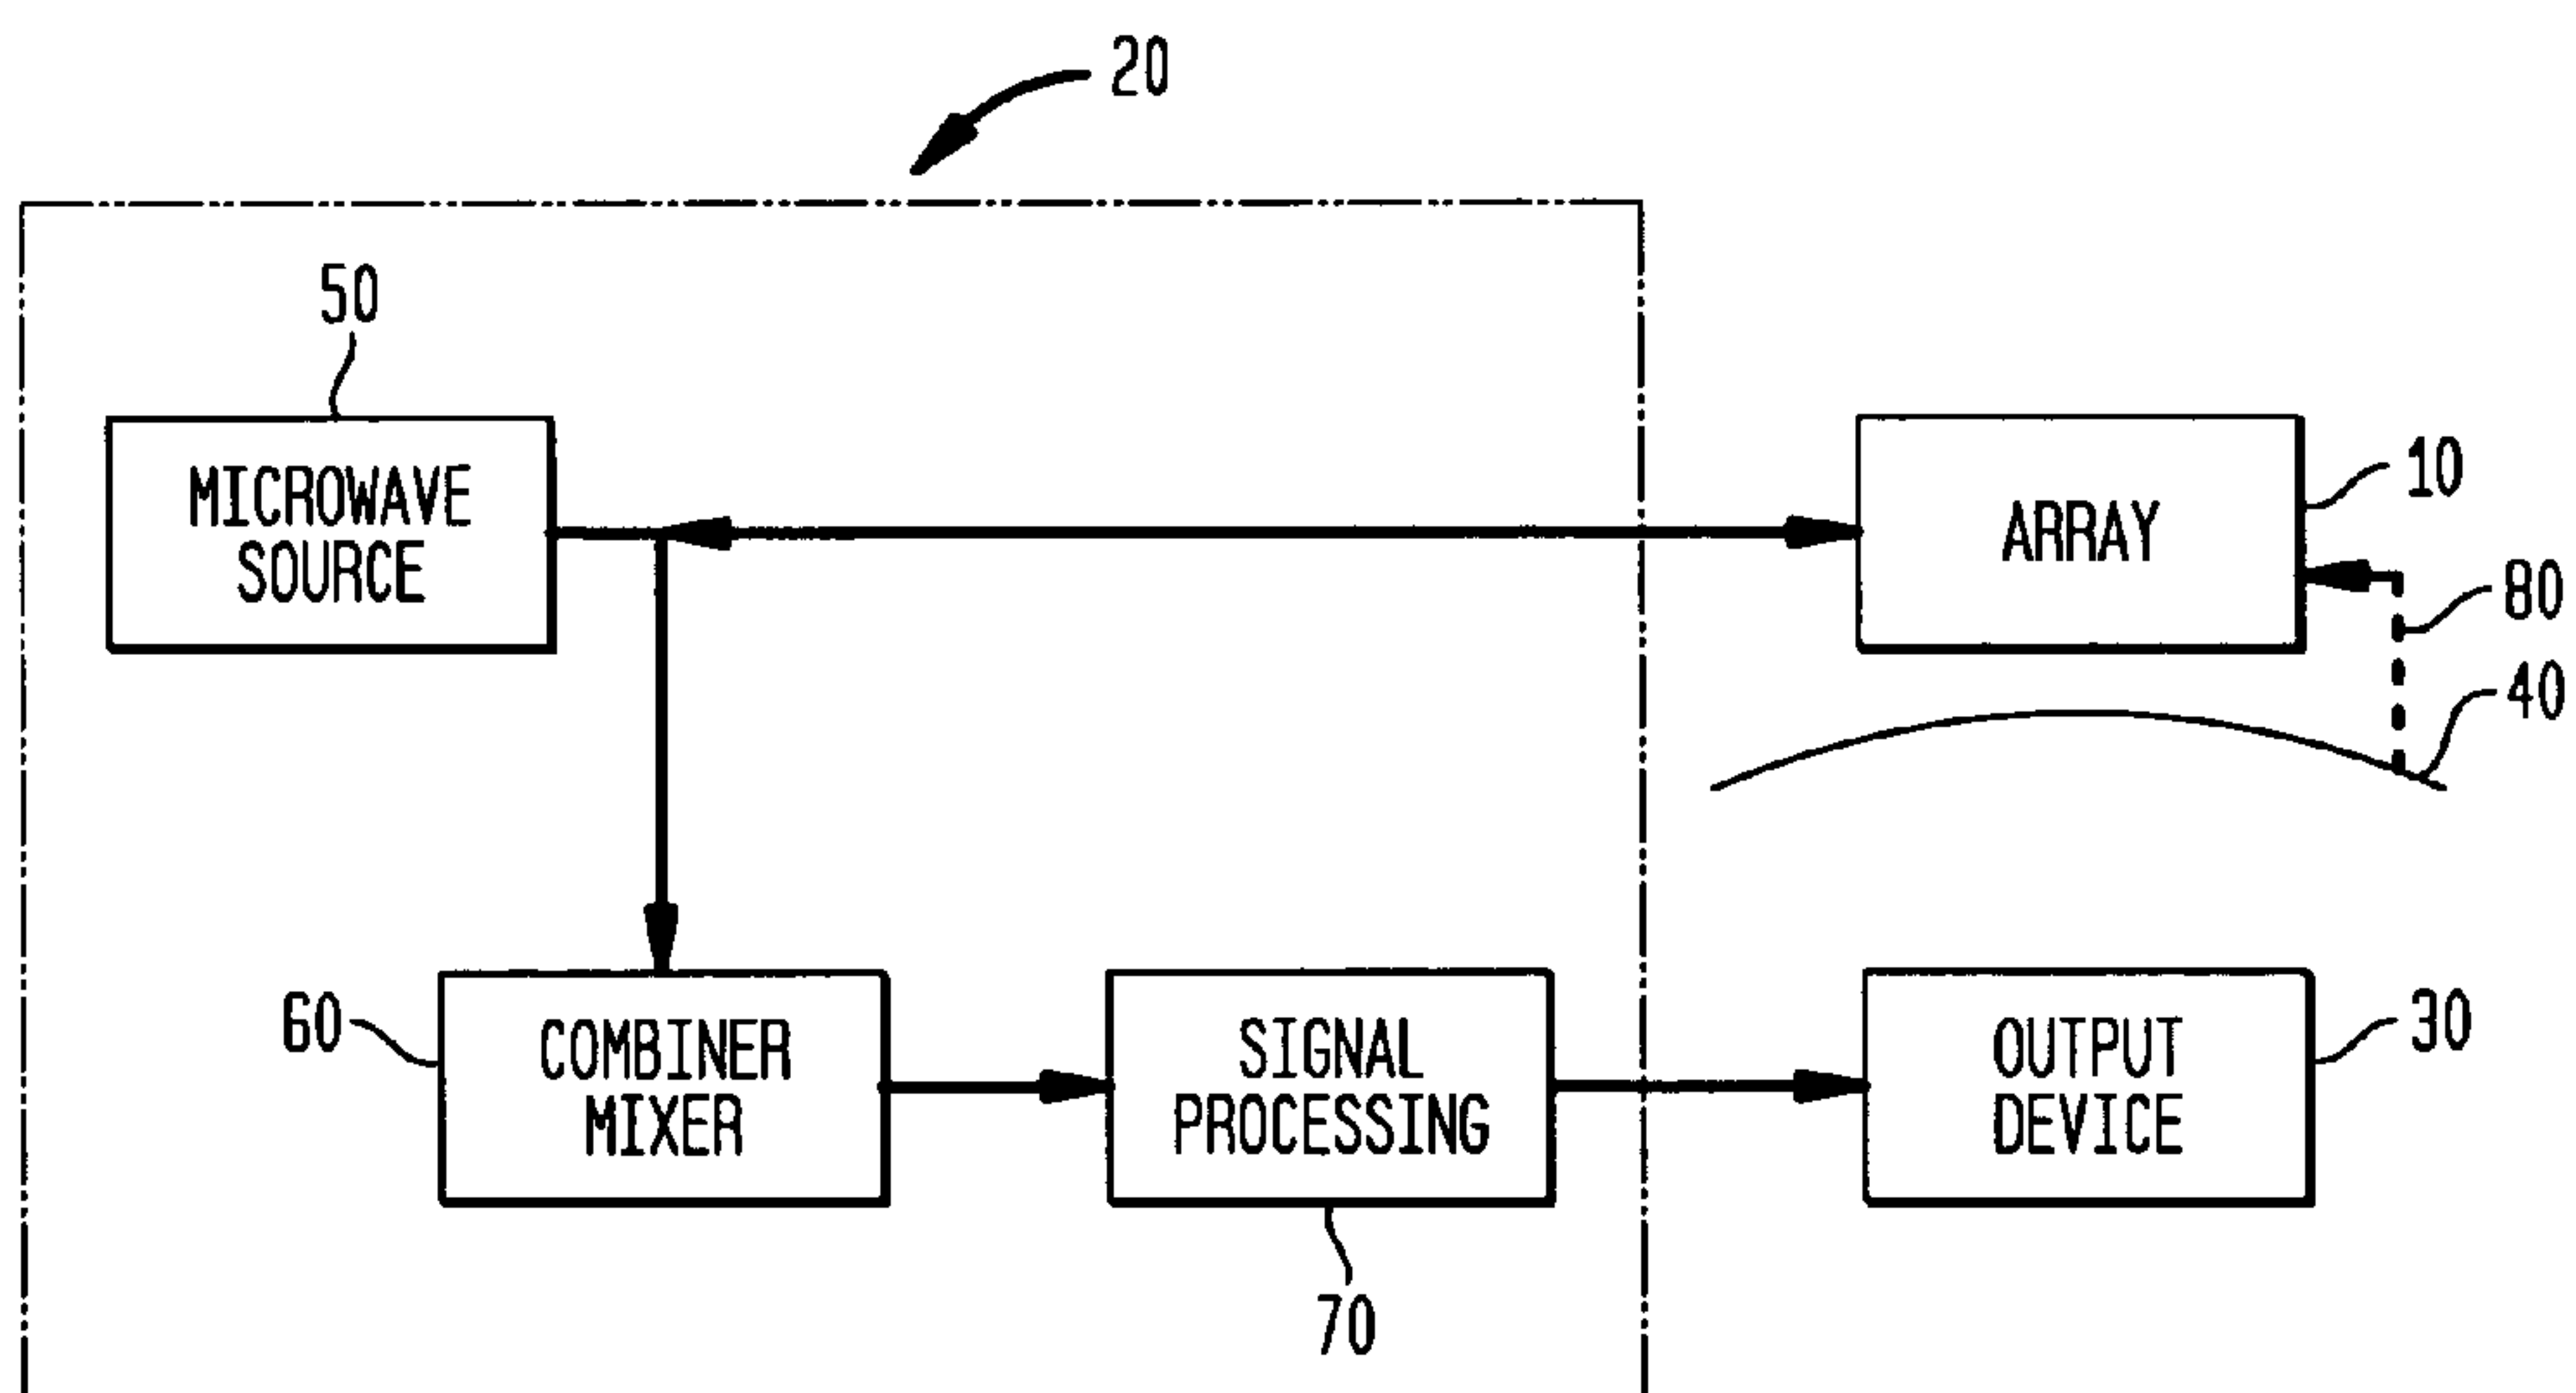 20
50
MICROWAVE
SOURCE
ARRAY
10
80
40
60
COMBINER
MIXER
SIGNAL
PROCESSING
70
OUTPUT
DEVICE
30